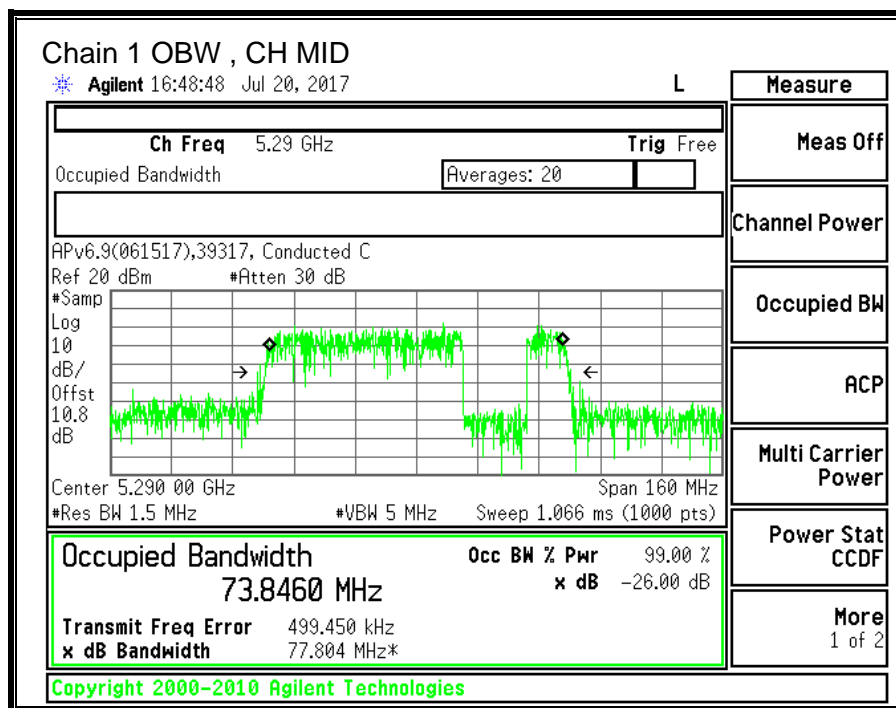 Chain 1 OBW , CH MID
Agilent 16:48:48 Jul 20, 2017 L
Measure
Ch Freq 5.29 GHz Trig Free
Meas Off
Occupied Bandwidth Averages: 20
Channel Power
APv6.9(061517),39317, Conducted C
Ref 20 dBm #Atten 30 dB
#Samp
Log
10
dB/
Offst
10.8
dB
Occupied BW
ACP
Center 5.290 00 GHz Span 160 MHz
#Res BW 1.5 MHz #VBW 5 MHz Sweep 1.066 ms (1000 pts)
Multi Carrier
Power
Occupied Bandwidth
73.8460 MHz
Occ BW % Pwr 99.00 %
x dB -26.00 dB
Transmit Freq Error 499.450 kHz
x dB Bandwidth 77.804 MHz*
Power Stat
CCDF
More
1 of 2
Copyright 2000-2010 Agilent Technologies